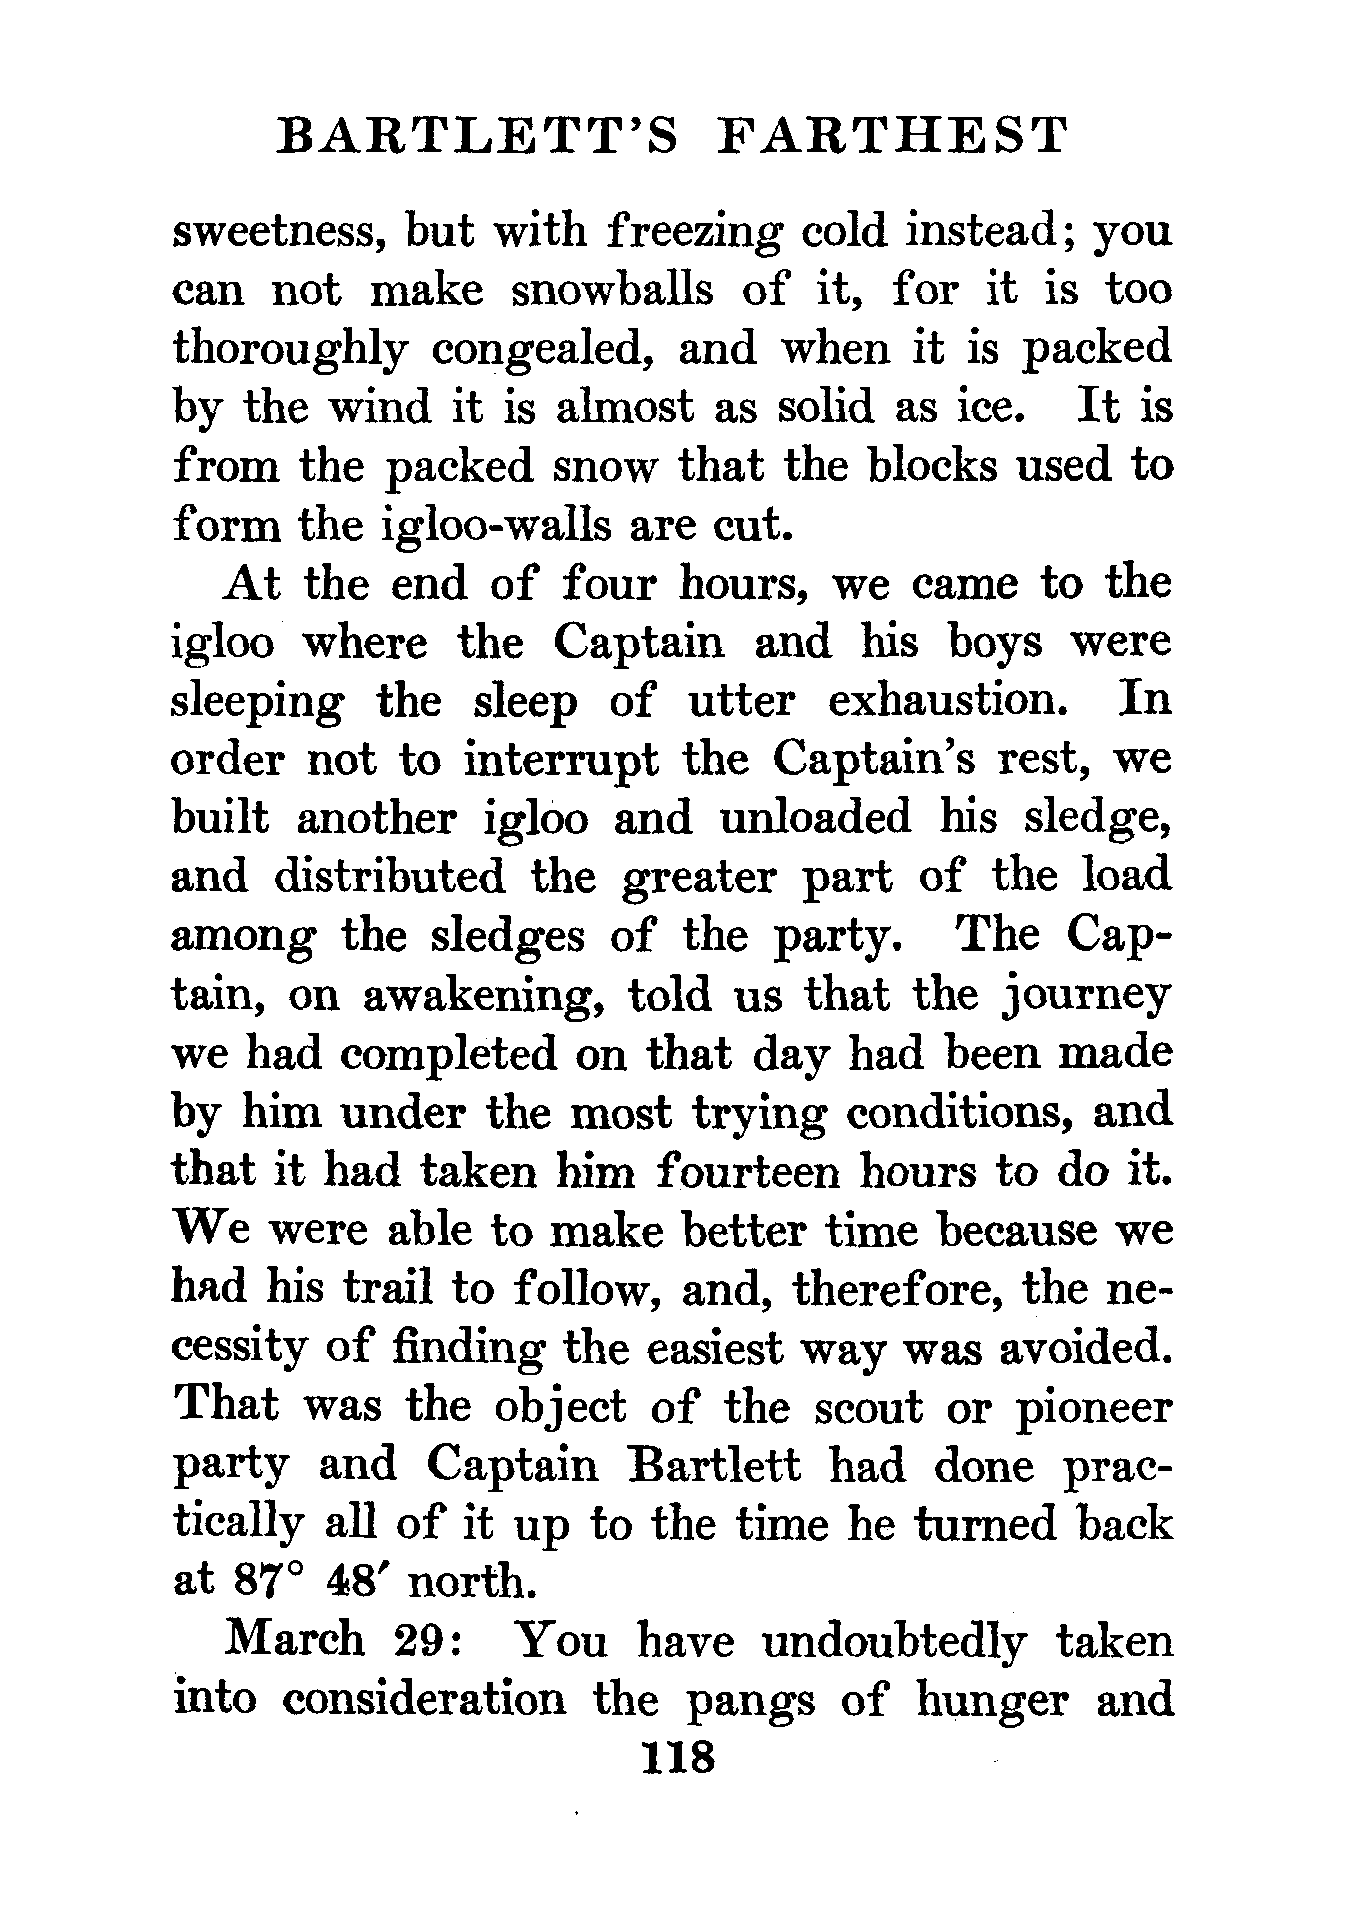 BARTLETT'S FARTHEST
sweetness, but with freezing cold instead; you
can not make snowballs of it, for it is too
thoroughly congealed, and when it is packed
by the wind it is almost as solid as ice. It is
from the packed snow that the blocks used to
form the igloo-walls are cut.
At the end of four hours, we came to the
igloo where the Captain and his boys were
sleeping the sleep of utter exhaustion. In
order not to interrupt the Captain's rest, we
built another igloo and unloaded his sledge,
and distributed the greater part of the load
among the sledges of the party. The Cap-
tain, on awakening, told us that the journey
we had completed on that day had been made
by him under the most trying conditions, and
that it had taken him fourteen hours to do it.
We were able to make better time because we
had his trail to follow, and, therefore, the ne-
cessity of finding the easiest way was avoided.
That was the object of the scout or pioneer
party and Captain Bartlett had done prac-
tically all of it up to the time he turned back
at 87° 48′ north.
March 29: You have undoubtedly taken
into consideration the pangs of hunger and
118